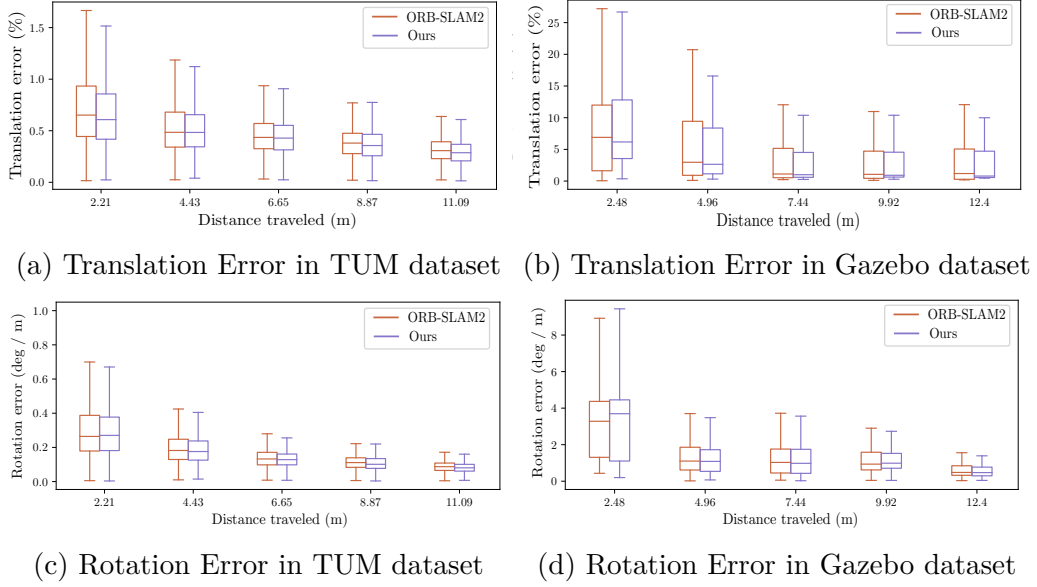 ORB-SLAM2
Ours
Translation error (%)
1.5
1.0
0.5
0.0
2.21 4.43 6.65 8.87 11.09
Distance traveled (m)
(a) Translation Error in TUM dataset
ORB-SLAM2
Ours
Translation error (%)
25
20
15
10
5
0
2.48 4.96 7.44 9.92 12.4
Distance traveled (m)
(b) Translation Error in Gazebo dataset
ORB-SLAM2
Ours
Rotation error (deg / m)
1.0
0.8
0.6
0.4
0.2
0.0
2.21 4.43 6.65 8.87 11.09
Distance traveled (m)
(c) Rotation Error in TUM dataset
ORB-SLAM2
Ours
Rotation error (deg / m)
8
6
4
2
0
2.48 4.96 7.44 9.92 12.4
Distance traveled (m)
(d) Rotation Error in Gazebo dataset